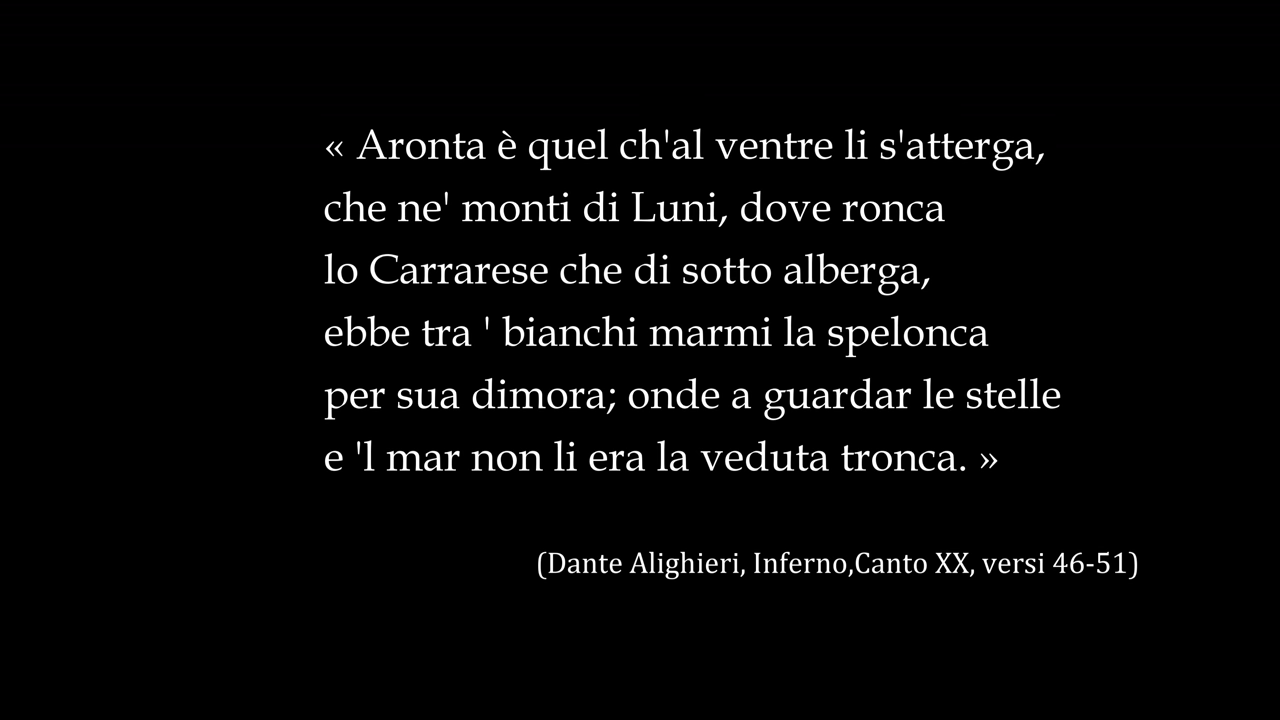 « Aronta è quel ch'al ventre li s'atterga,
che ne' monti di Luni, dove ronca
lo Carrarese che di sotto alberga,
ebbe tra ' bianchi marmi la spelonca
per sua dimora; onde a guardar le stelle
e 'l mar non li era la veduta tronca. »
(Dante Alighieri, Inferno,Canto XX, versi 46-51)